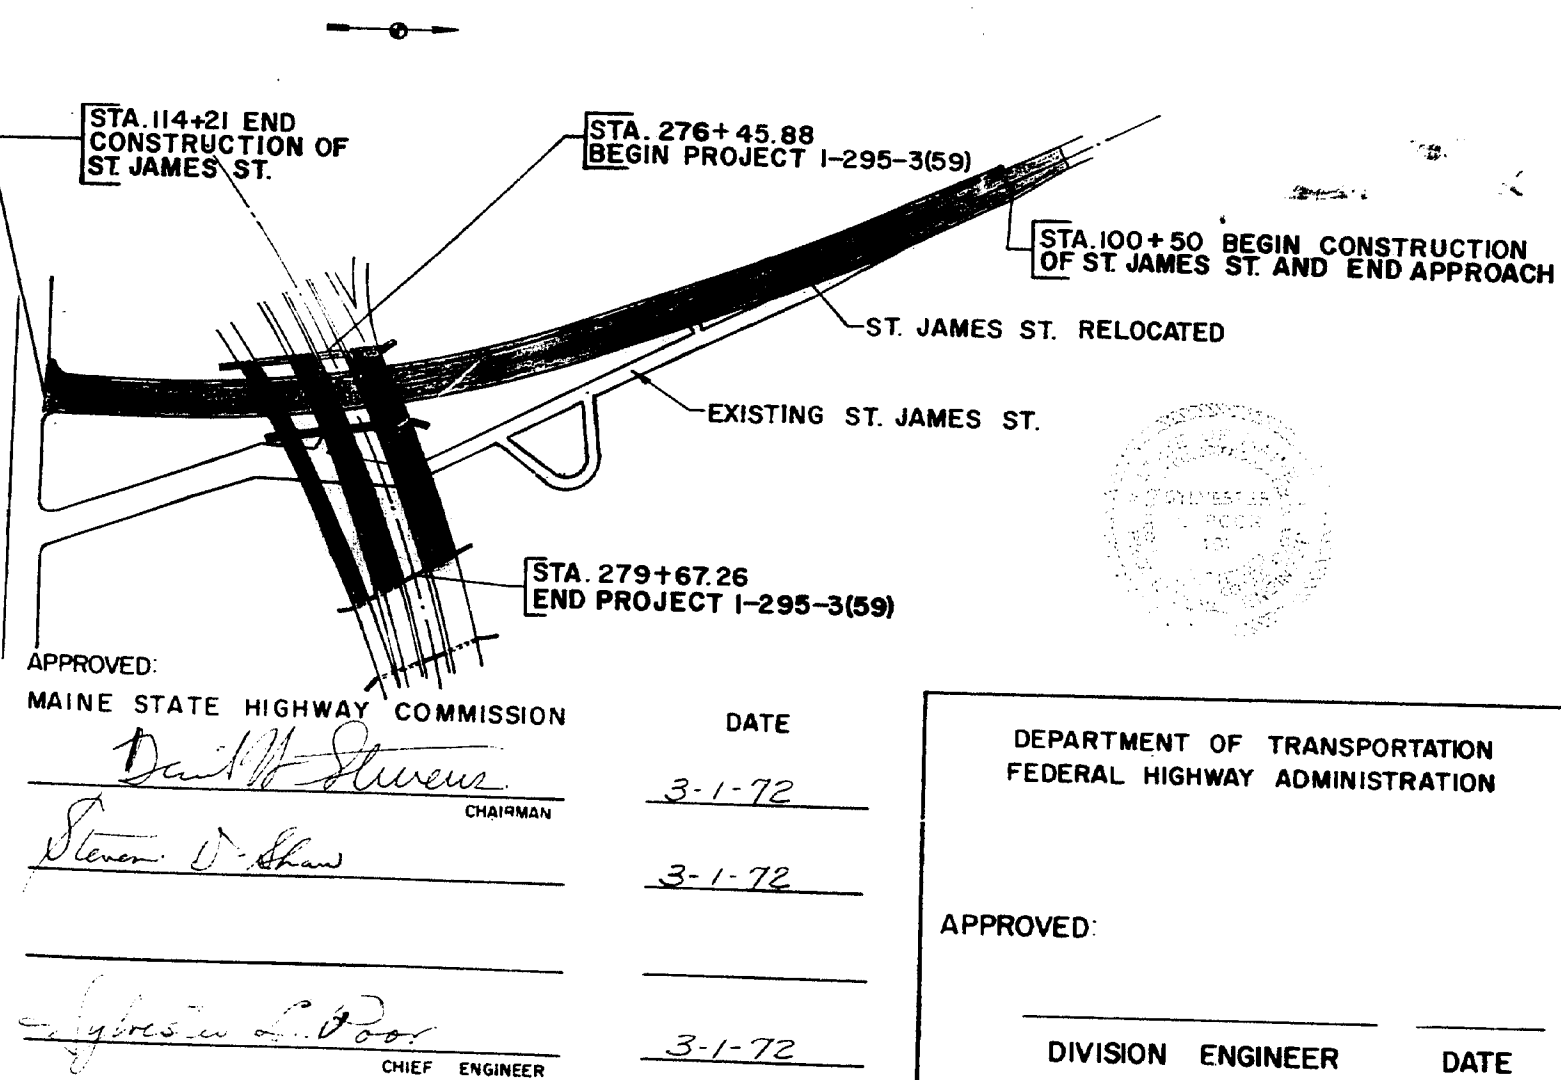 STA. 114+21 END
CONSTRUCTION OF
ST. JAMES ST.
STA. 276+45.88
BEGIN PROJECT I-295-3(59)
STA. 100+50 BEGIN CONSTRUCTION
OF ST. JAMES ST. AND END APPROACH
ST. JAMES ST. RELOCATED
EXISTING ST. JAMES ST.
STA. 279+67.26
END PROJECT I-295-3(59)
APPROVED:
MAINE STATE HIGHWAY COMMISSION
DATE
David H. Stevens
3-1-72
CHAIRMAN
Steven D. Shaw
3-1-72
Sylvester L. Poor
3-1-72
CHIEF ENGINEER
DEPARTMENT OF TRANSPORTATION
FEDERAL HIGHWAY ADMINISTRATION
APPROVED:
DIVISION ENGINEER
DATE
SYLVESTER
POOR